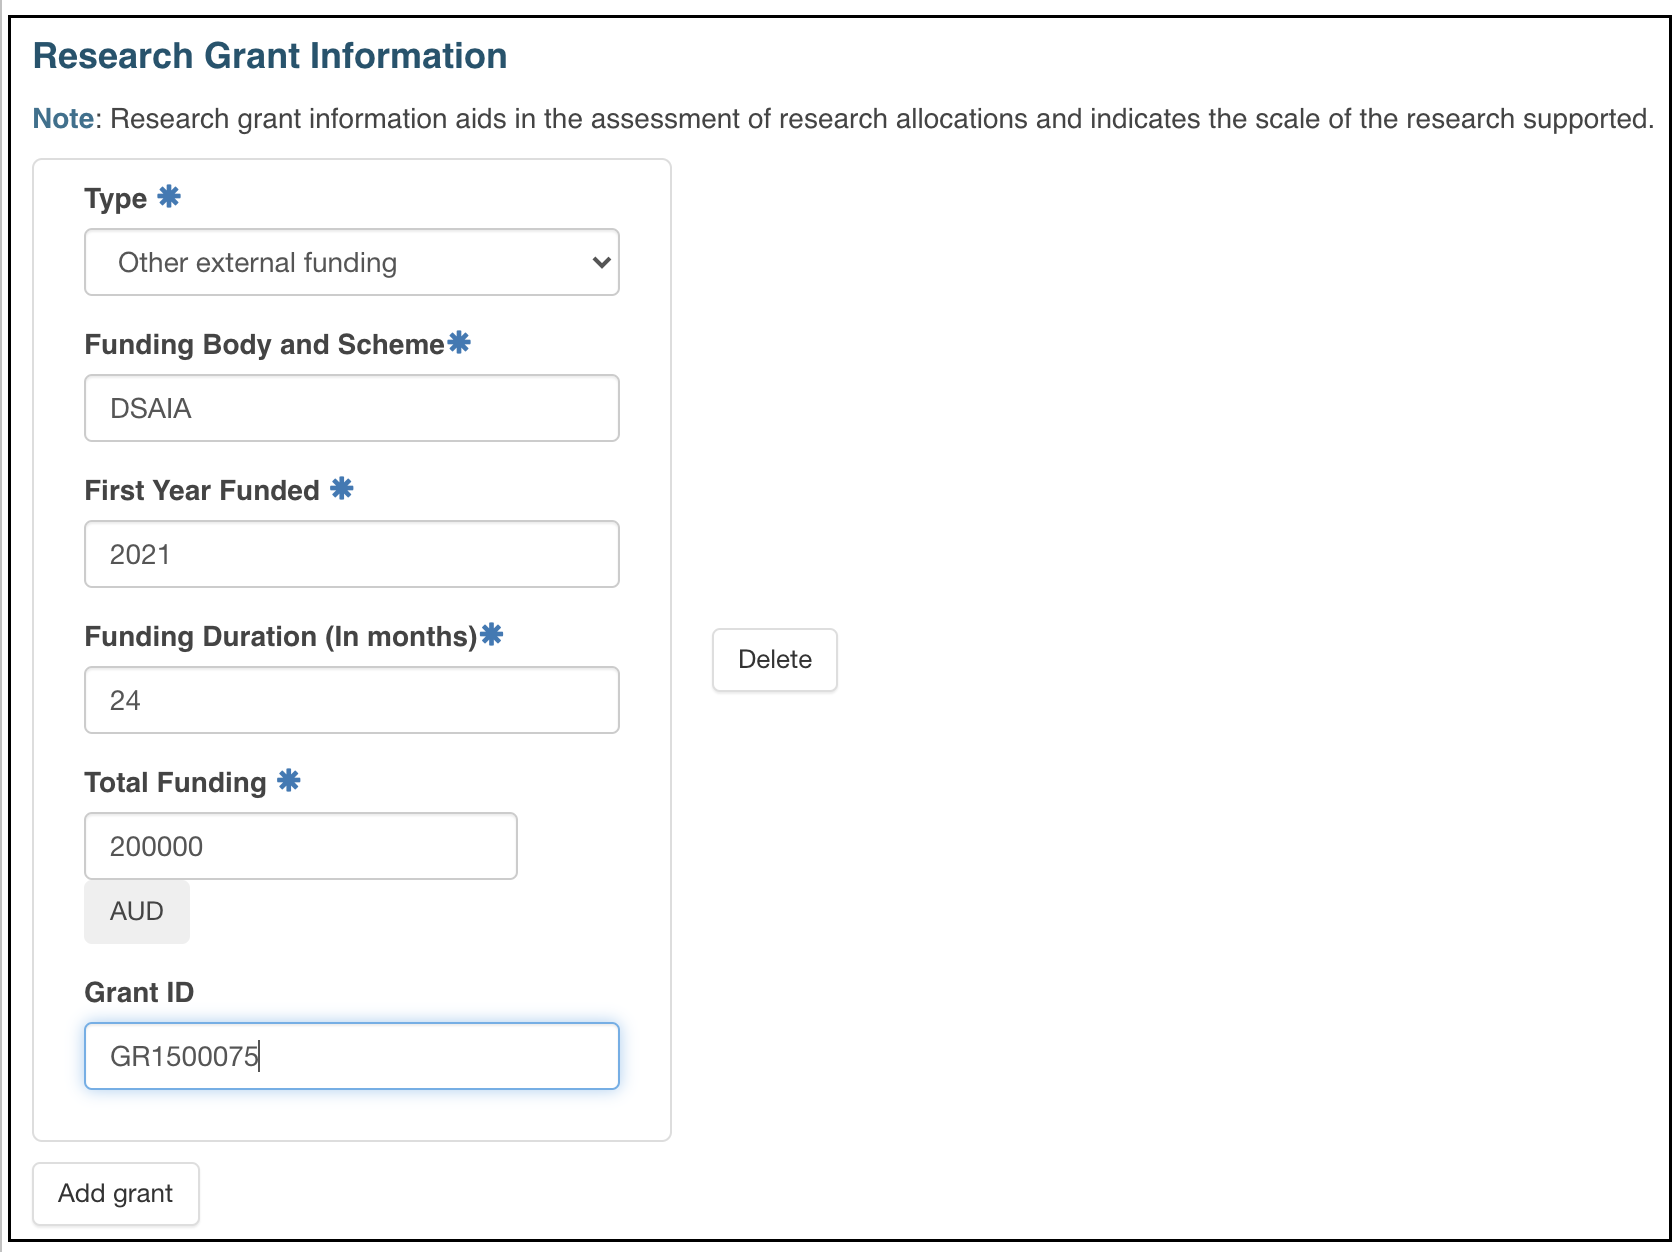 Research Grant Information
Note: Research grant information aids in the assessment of research allocations and indicates the scale of the research supported.
Type *
Other external funding
Funding Body and Scheme*
DSAIA
First Year Funded *
2021
Funding Duration (In months)*
24
Delete
Total Funding *
200000
AUD
Grant ID
GR1500075
Add grant